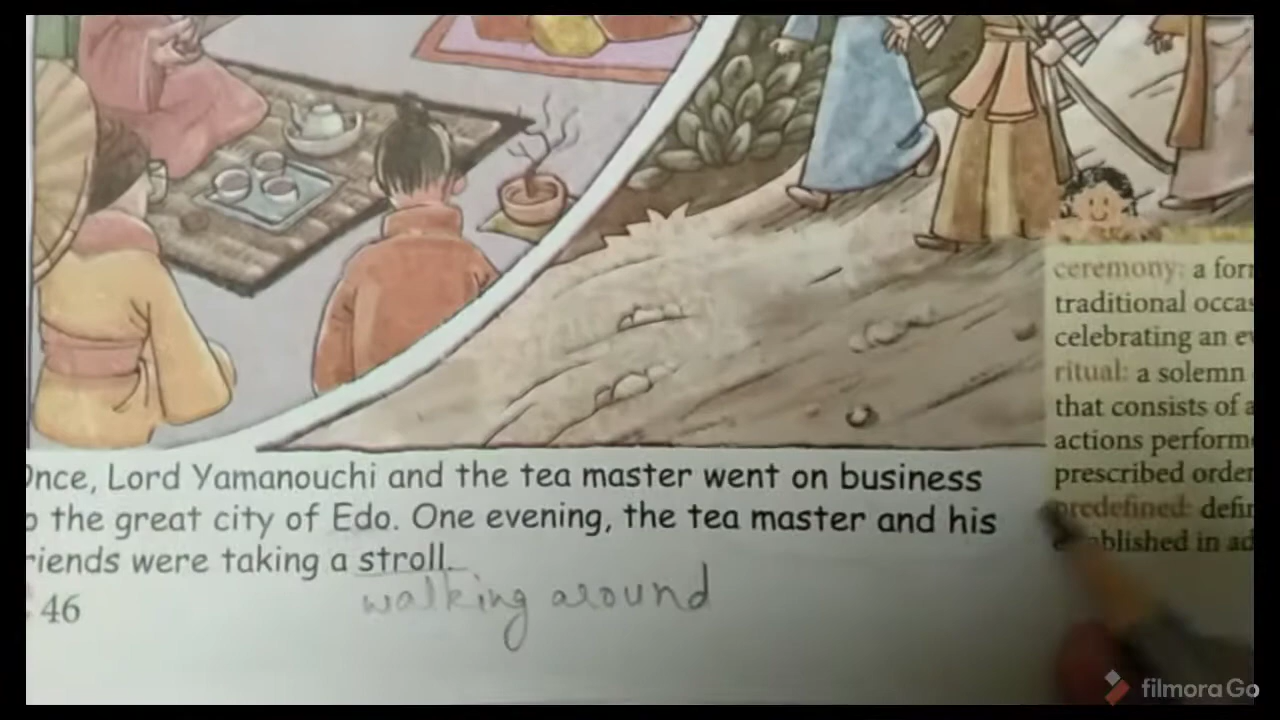 Once, Lord Yamanouchi and the tea master went on business
the great city of Edo. One evening, the tea master and his
riends were taking a stroll.
walking around
46
ceremony: a for
traditional occas
celebrating an ev
ritual: a solemn
that consists of a
actions perform
prescribed order
predefined: defin
blished in ad
filmoraGo